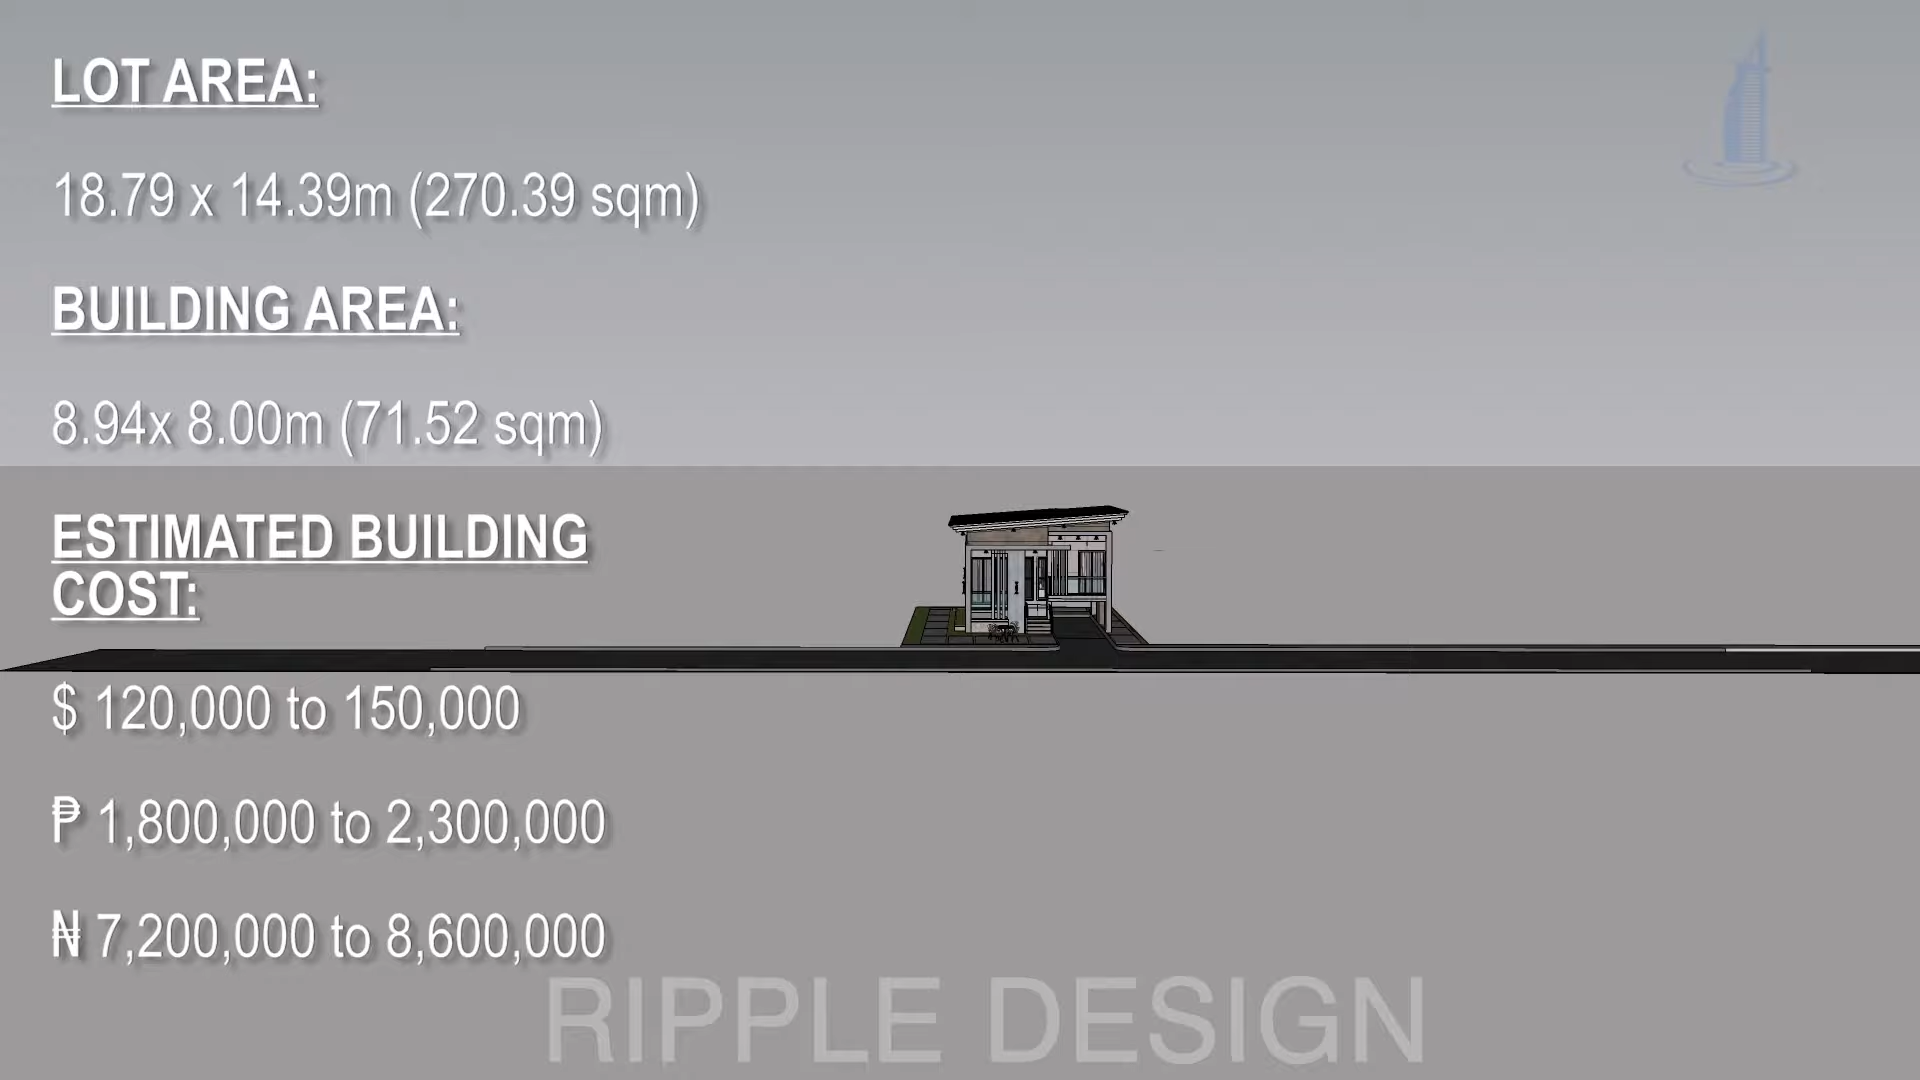 LOT AREA:
18.79 x 14.39m (270.39 sqm)
BUILDING AREA:
8.94x 8.00m (71.52 sqm)
ESTIMATED BUILDING
COST:
$ 120,000 to 150,000
₱ 1,800,000 to 2,300,000
₦ 7,200,000 to 8,600,000
RIPPLE DESIGN